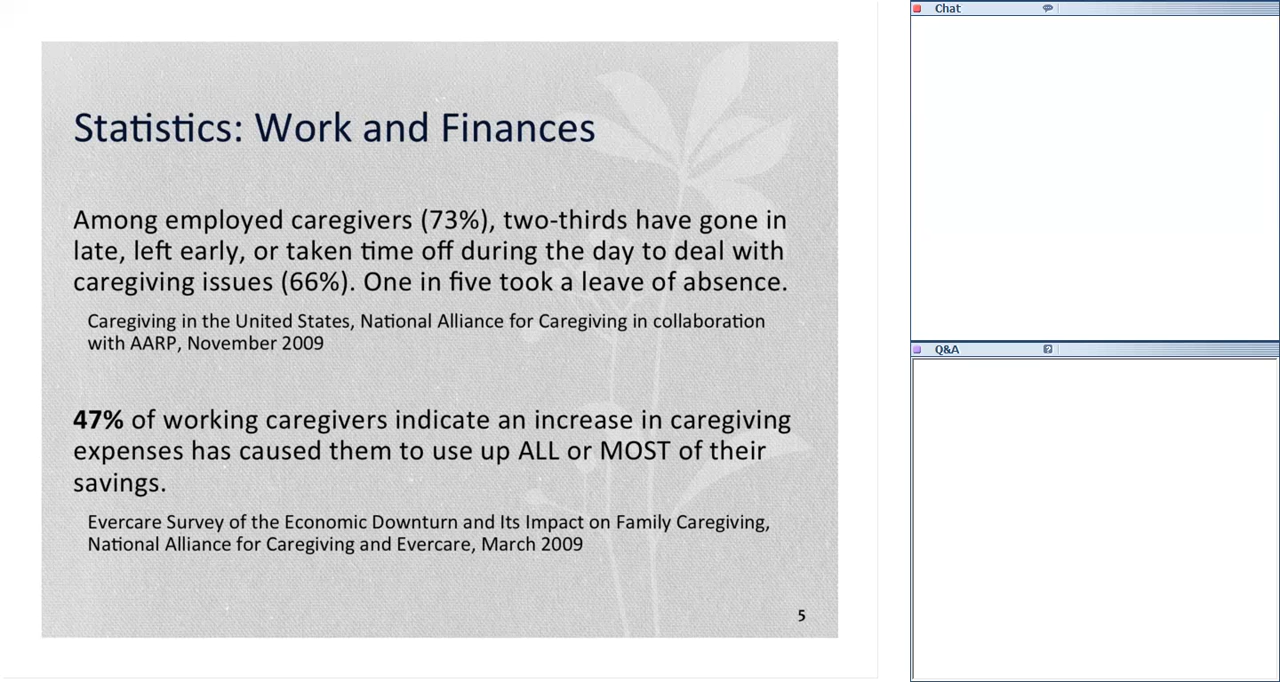 Statistics: Work and Finances
Among employed caregivers (73%), two-thirds have gone in
late, left early, or taken time off during the day to deal with
caregiving issues (66%). One in five took a leave of absence.
Caregiving in the United States, National Alliance for Caregiving in collaboration
with AARP, November 2009
47% of working caregivers indicate an increase in caregiving
expenses has caused them to use up ALL or MOST of their
savings.
Evercare Survey of the Economic Downturn and Its Impact on Family Caregiving,
National Alliance for Caregiving and Evercare, March 2009
5
Chat
Q&A